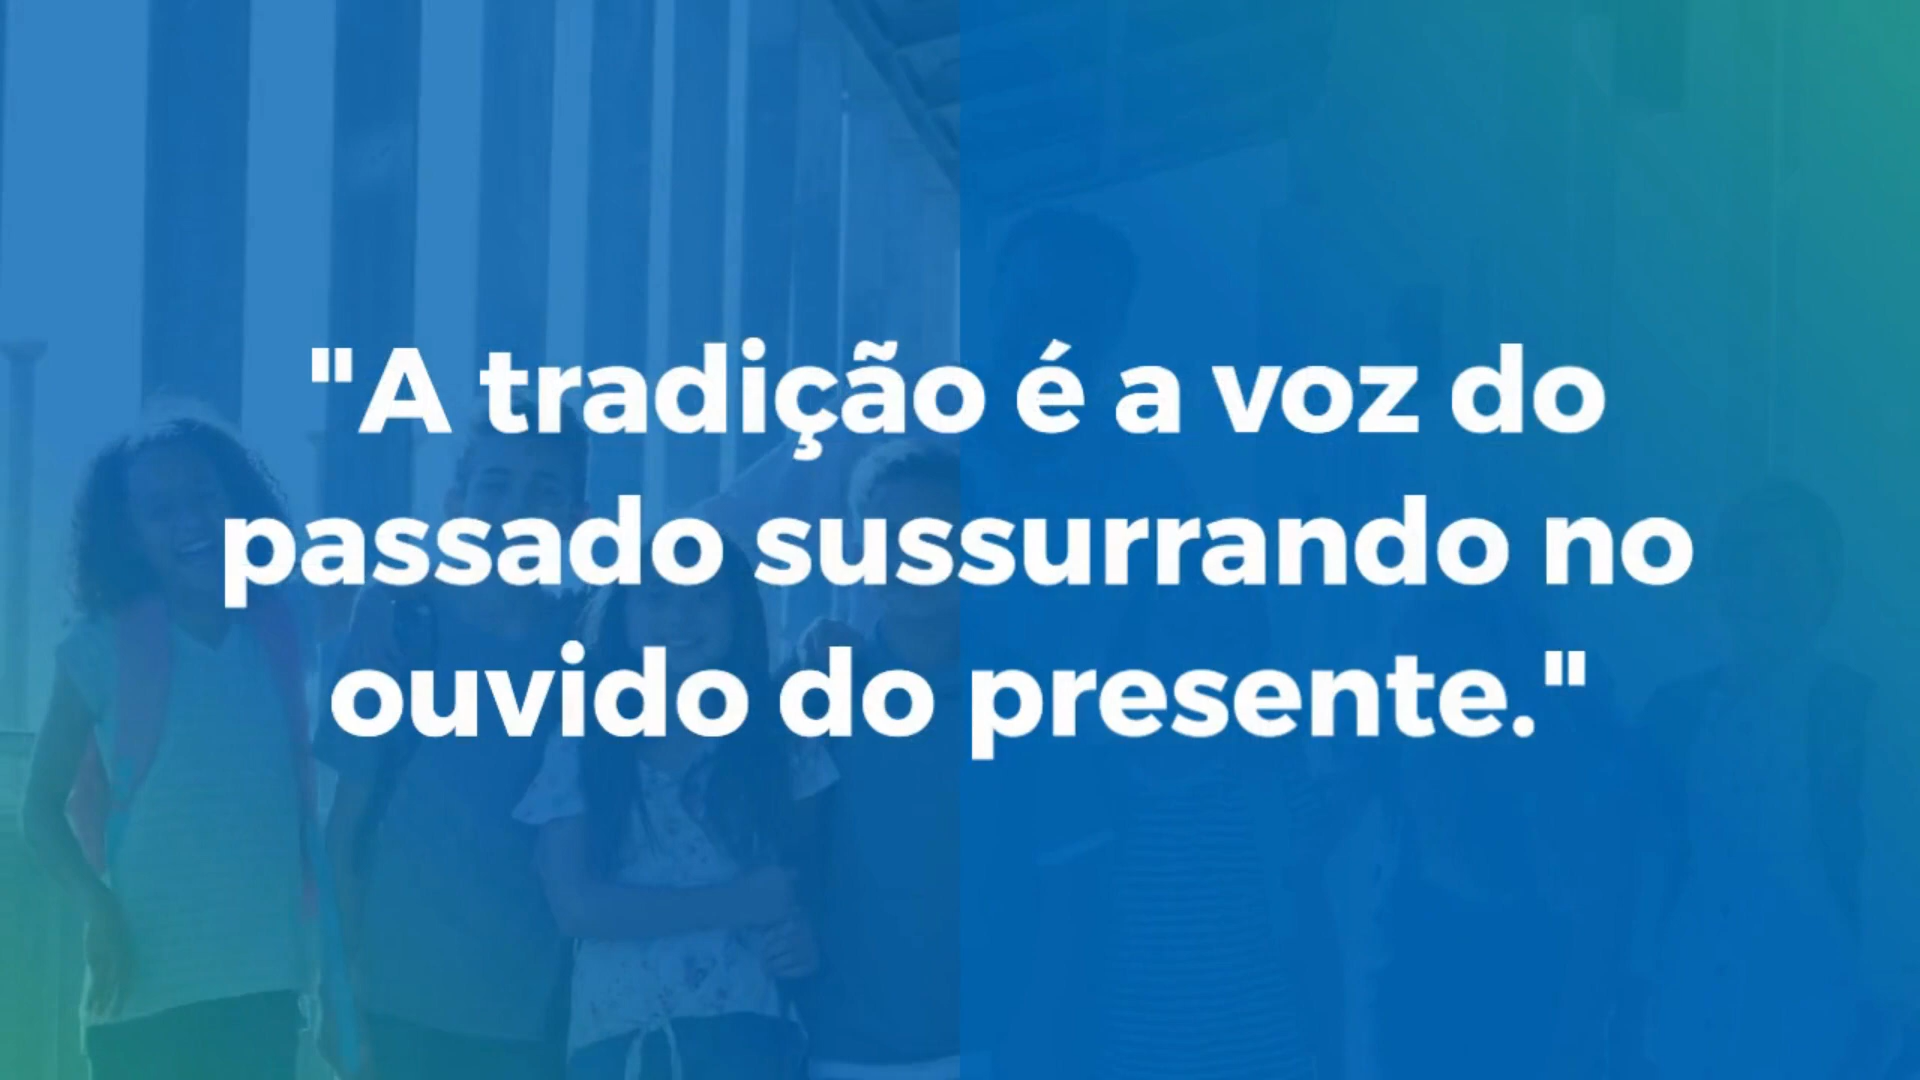 "A tradição é a voz do
passado sussurrando no
ouvido do presente."